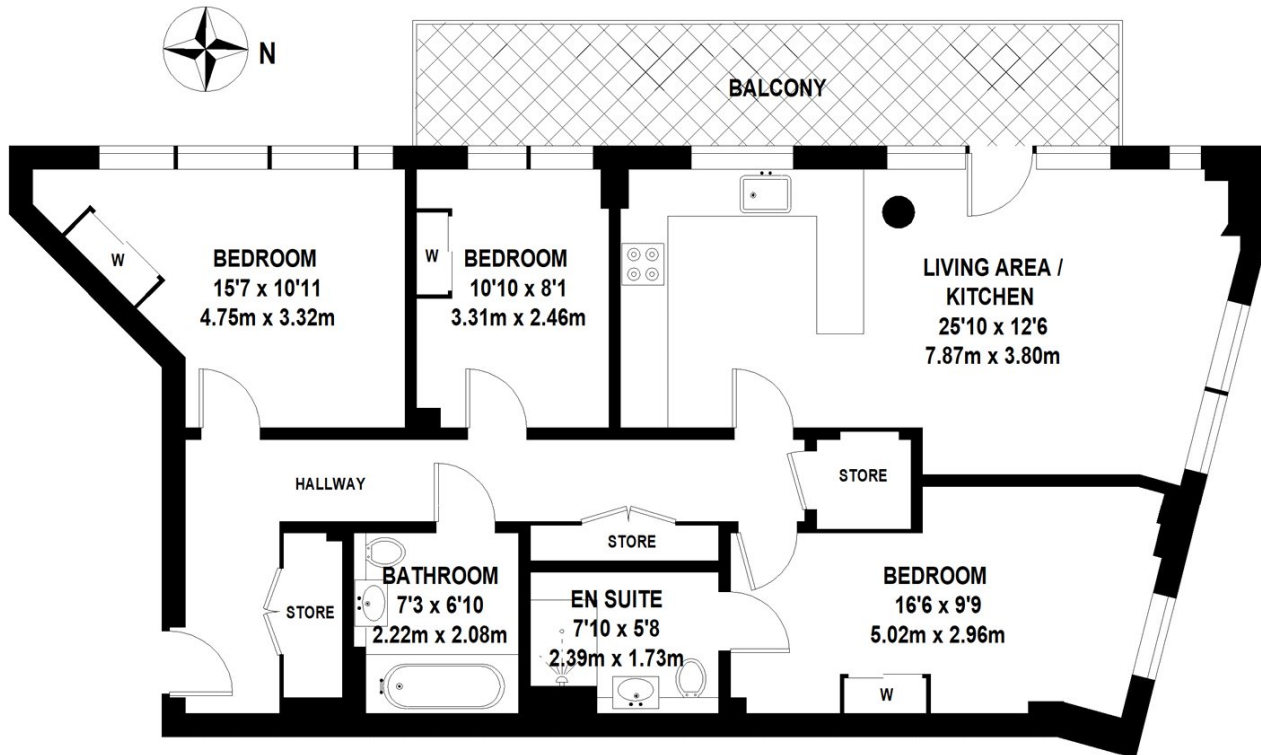 N
BALCONY
W
BEDROOM
15'7 x 10'11
4.75m x 3.32m
W
BEDROOM
10'10 x 8'1
3.31m x 2.46m
LIVING AREA /
KITCHEN
25'10 x 12'6
7.87m x 3.80m
HALLWAY
STORE
STORE
STORE
BATHROOM
7'3 x 6'10
2.22m x 2.08m
EN SUITE
7'10 x 5'8
2.39m x 1.73m
BEDROOM
16'6 x 9'9
5.02m x 2.96m
W